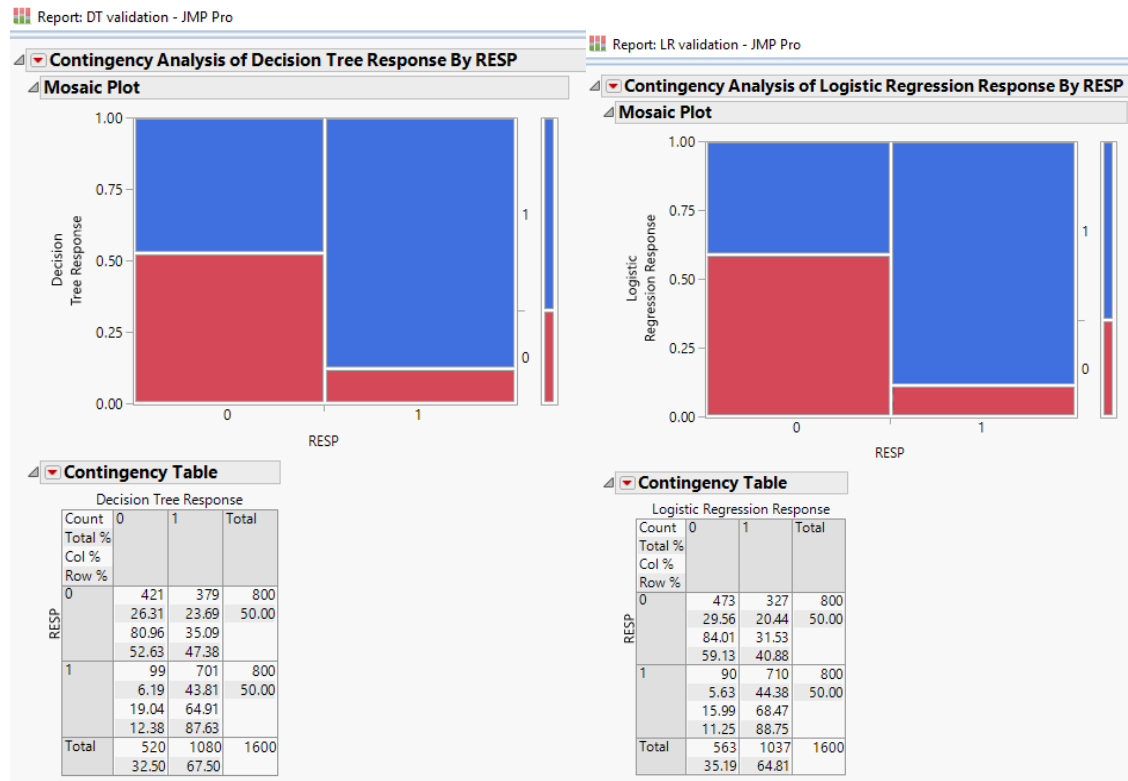 Report: DT validation - JMP Pro
Contingency Analysis of Decision Tree Response By RESP
Mosaic Plot
1.00
0.75
0.50
0.25
0.00
Decision
Tree Response
0
1
RESP
1
0
Contingency Table
Decision Tree Response
Count 0 1 Total
Total %
Col %
Row %
RESP
0 421 379 800
26.31 23.69 50.00
80.96 35.09
52.63 47.38
1 99 701 800
6.19 43.81 50.00
19.04 64.91
12.38 87.63
Total 520 1080 1600
32.50 67.50
Report: LR validation - JMP Pro
Contingency Analysis of Logistic Regression Response By RESP
Mosaic Plot
1.00
0.75
0.50
0.25
0.00
Logistic
Regression Response
0
1
RESP
1
0
Contingency Table
Logistic Regression Response
Count 0 1 Total
Total %
Col %
Row %
RESP
0 473 327 800
29.56 20.44 50.00
84.01 31.53
59.13 40.88
1 90 710 800
5.63 44.38 50.00
15.99 68.47
11.25 88.75
Total 563 1037 1600
35.19 64.81